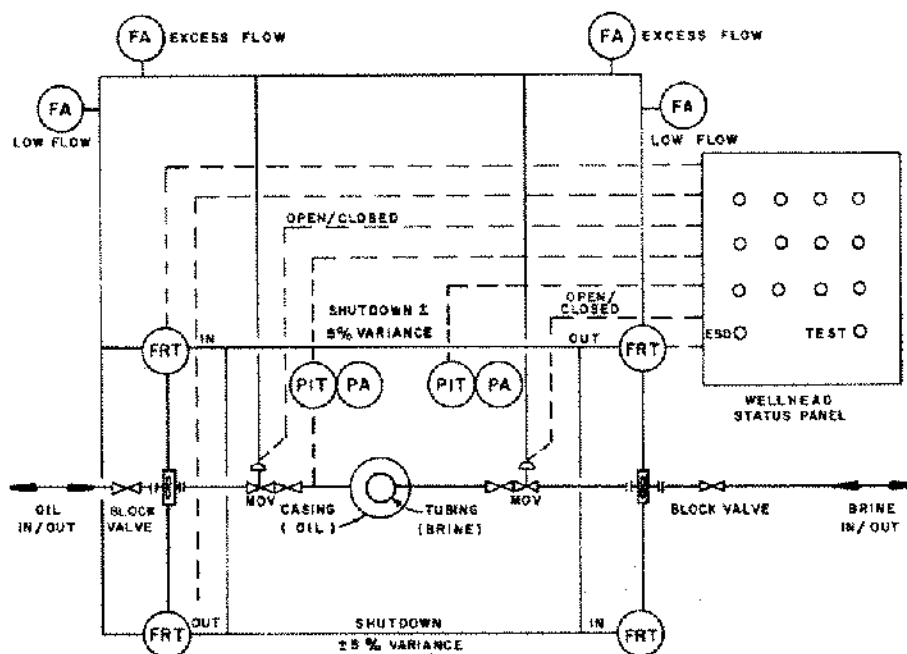 FA EXCESS FLOW
FA EXCESS FLOW
FA
LOW FLOW
FA
LOW FLOW
OPEN/CLOSED
OPEN/
CLOSED
SHUTDOWN ±
5% VARIANCE
FRT IN
OUT FRT
ESD
TEST
PIT PA
PIT PA
WELLHEAD
STATUS PANEL
OIL
IN/OUT
BLOCK
VALVE
MOV
CASING
(OIL)
TUBING
(BRINE)
MOV
BLOCK VALVE
BRINE
IN/OUT
FRT OUT
SHUTDOWN
±5% VARIANCE
IN FRT